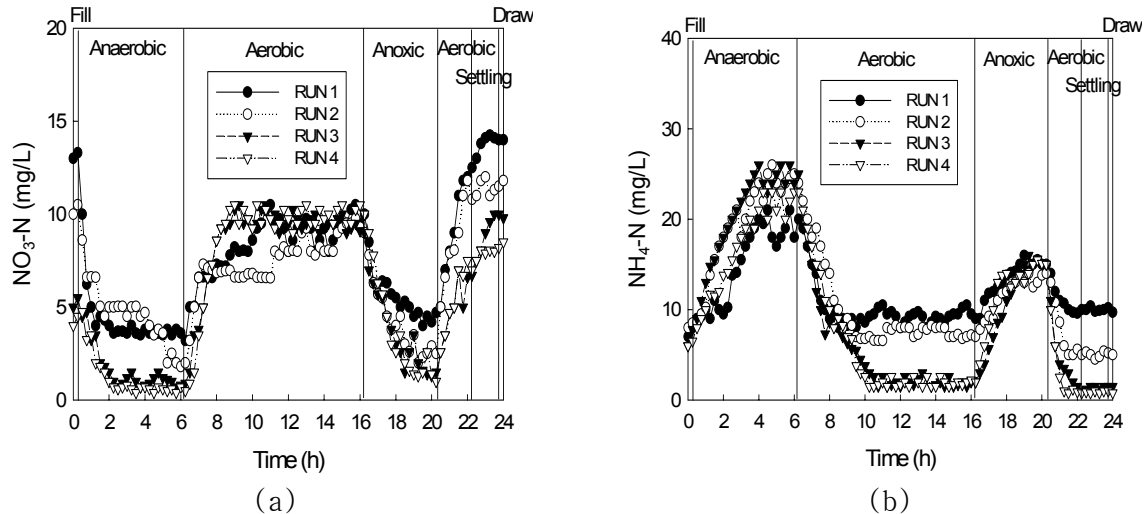 Fill
Draw
Anaerobic
Aerobic
Anoxic
Aerobic
Settling
RUN 1
RUN 2
RUN 3
RUN 4
NO3-N (mg/L)
20
15
10
5
0
0 2 4 6 8 10 12 14 16 18 20 22 24
Time (h)
(a)
Fill
Draw
Anaerobic
Aerobic
Anoxic
Aerobic
Settling
RUN 1
RUN 2
RUN 3
RUN 4
NH4-N (mg/L)
40
30
20
10
0
0 2 4 6 8 10 12 14 16 18 20 22 24
Time (h)
(b)